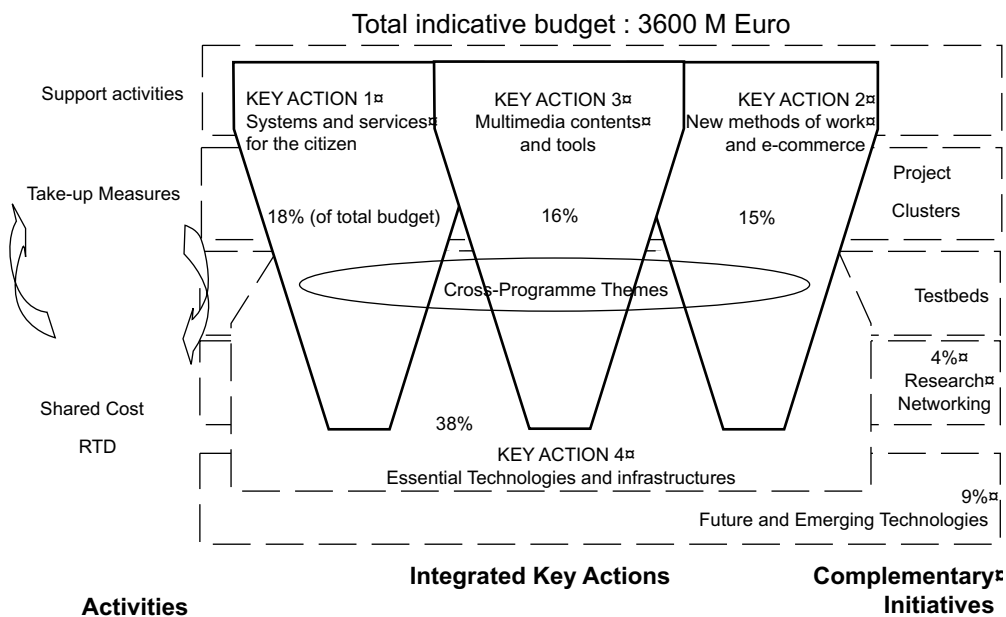 Total indicative budget : 3600 M Euro
Support activities
KEY ACTION 1¤
Systems and services¤
for the citizen
KEY ACTION 3¤
Multimedia contents¤
and tools
KEY ACTION 2¤
New methods of work¤
and e-commerce
Take-up Measures
Project
Clusters
18% (of total budget)
16%
15%
Cross-Programme Themes
Testbeds
4%¤
Research¤
Networking
Shared Cost
RTD
38%
KEY ACTION 4¤
Essential Technologies and infrastructures
9%¤
Future and Emerging Technologies
Integrated Key Actions
Complementary¤
Initiatives
Activities